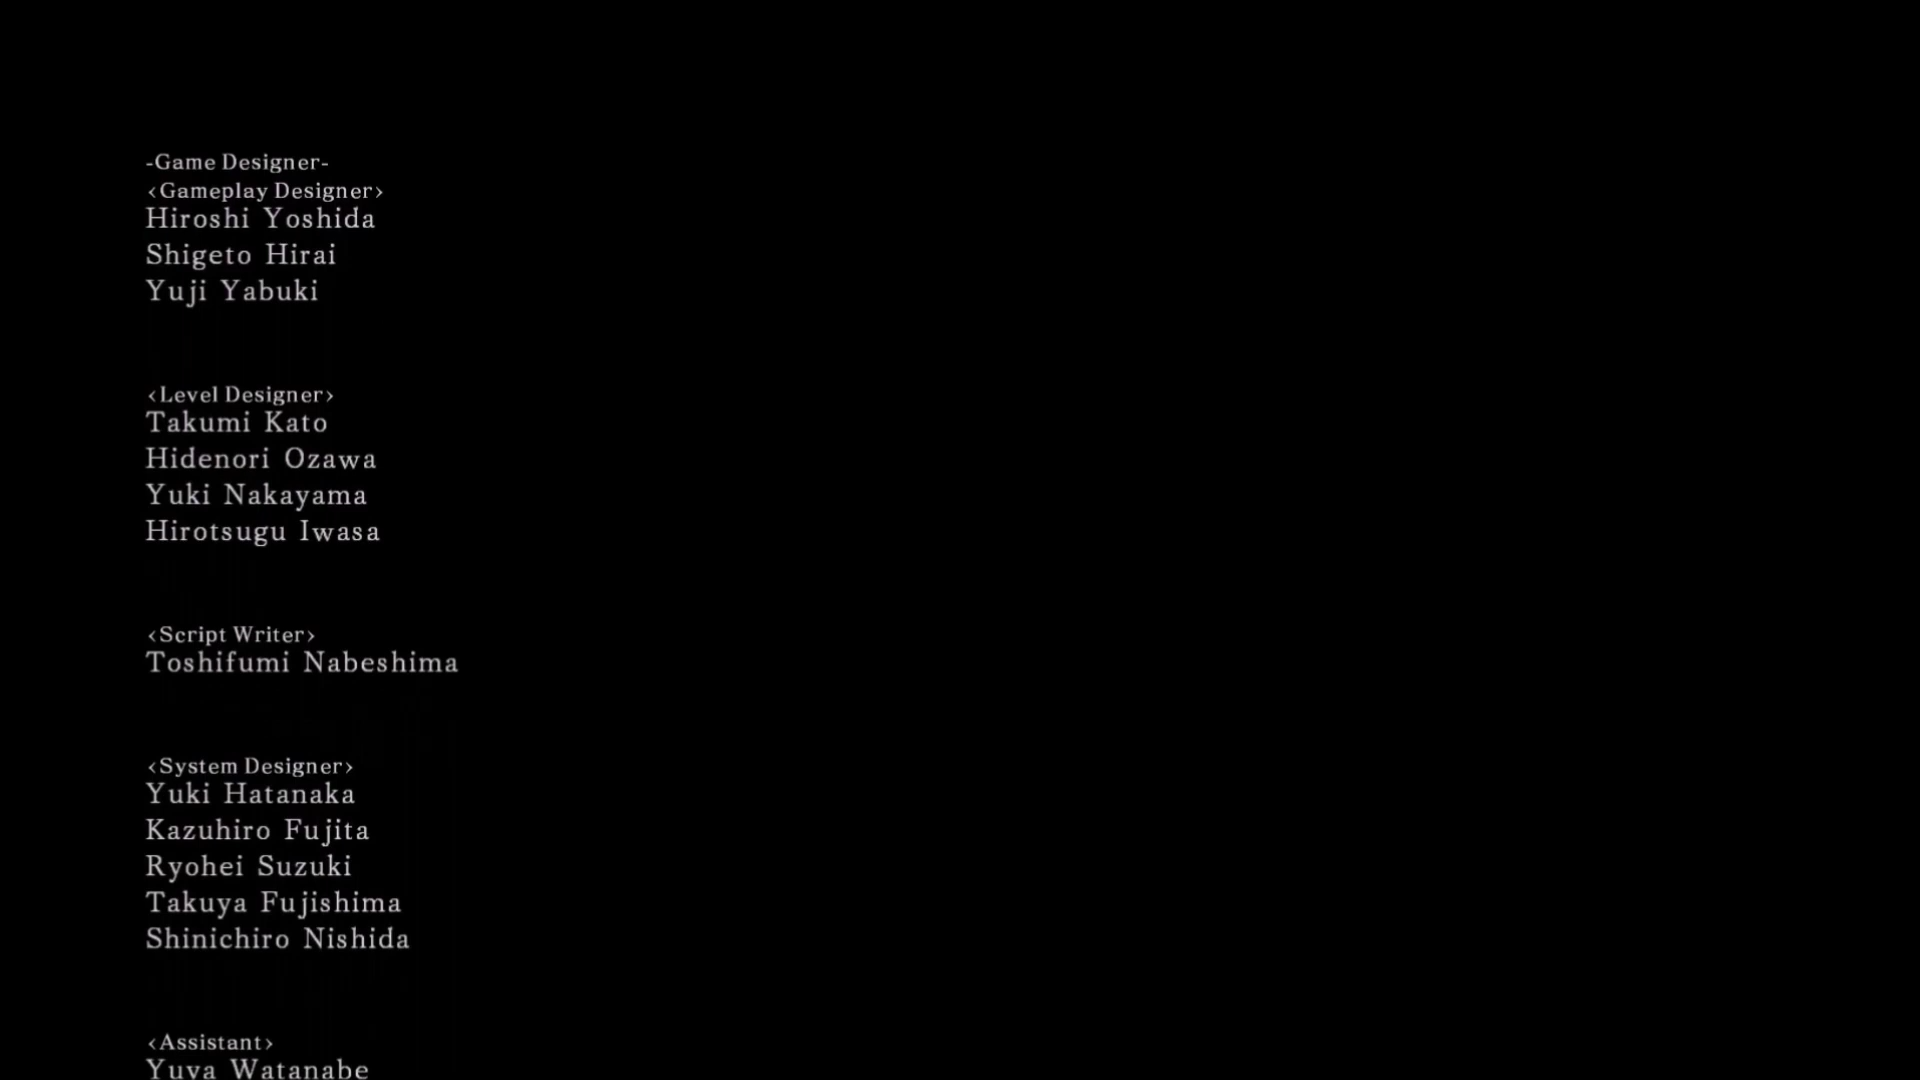 -Game Designer-
<Gameplay Designer>
Hiroshi Yoshida
Shigeto Hirai
Yuji Yabuki
<Level Designer>
Takumi Kato
Hidenori Ozawa
Yuki Nakayama
Hirotsugu Iwasa
<Script Writer>
Toshifumi Nabeshima
<System Designer>
Yuki Hatanaka
Kazuhiro Fujita
Ryohei Suzuki
Takuya Fujishima
Shinichiro Nishida
<Assistant>
Yuya Watanabe